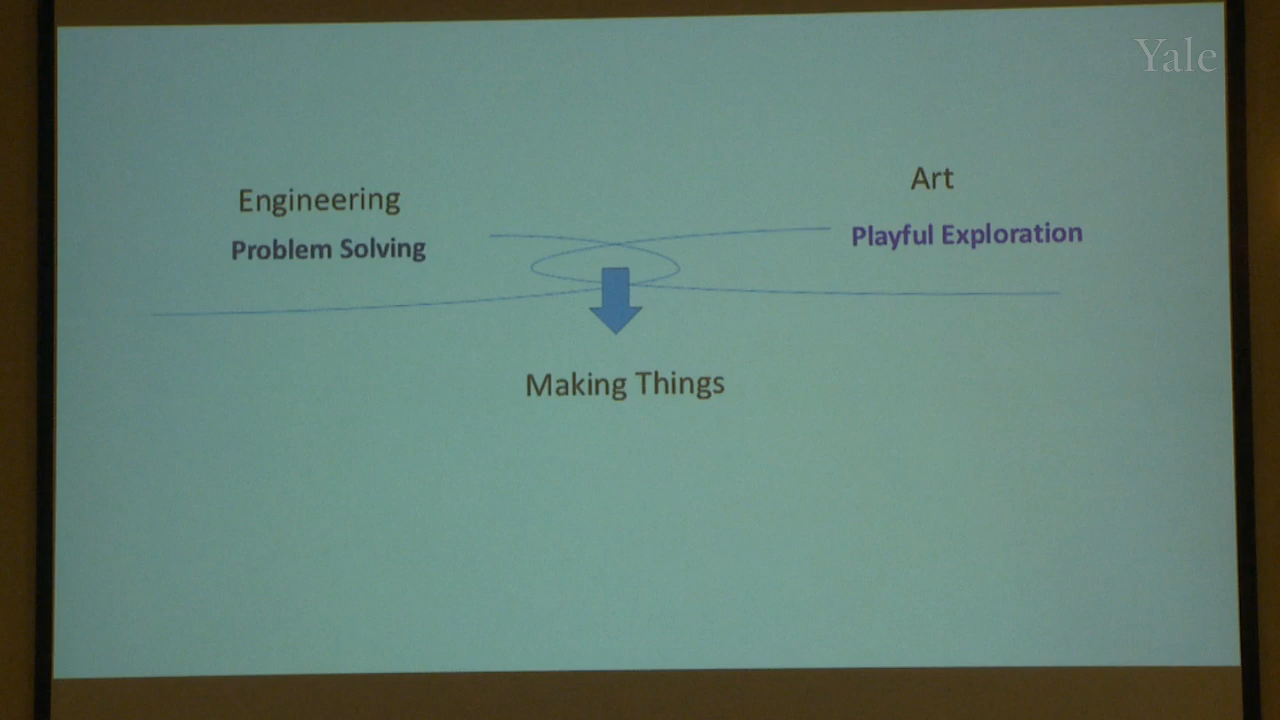 Yale
Engineering
Problem Solving
Art
Playful Exploration
Making Things